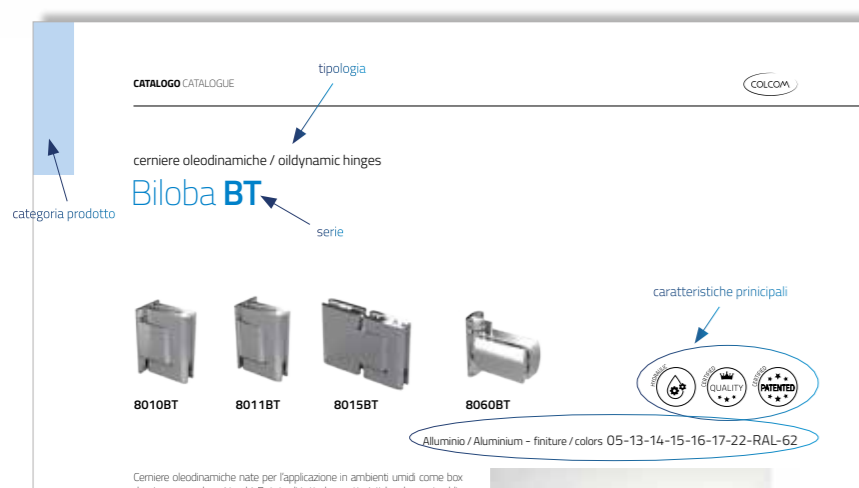 tipologia
CATALOGO CATALOGUE
COLCOM
cerniere oleodinamiche / oildynamic hinges
Biloba BT
categoria prodotto
serie
caratteristiche prinicipali
HYDRAULIC
CERTIFIED
QUALITY
CERTIFIED
PATENTED
8010BT
8011BT
8015BT
8060BT
Alluminio / Aluminium - finiture / colors 05-13-14-15-16-17-22-RAL-62
Cerniere oleodinamiche nate per l'applicazione in ambienti umidi come box